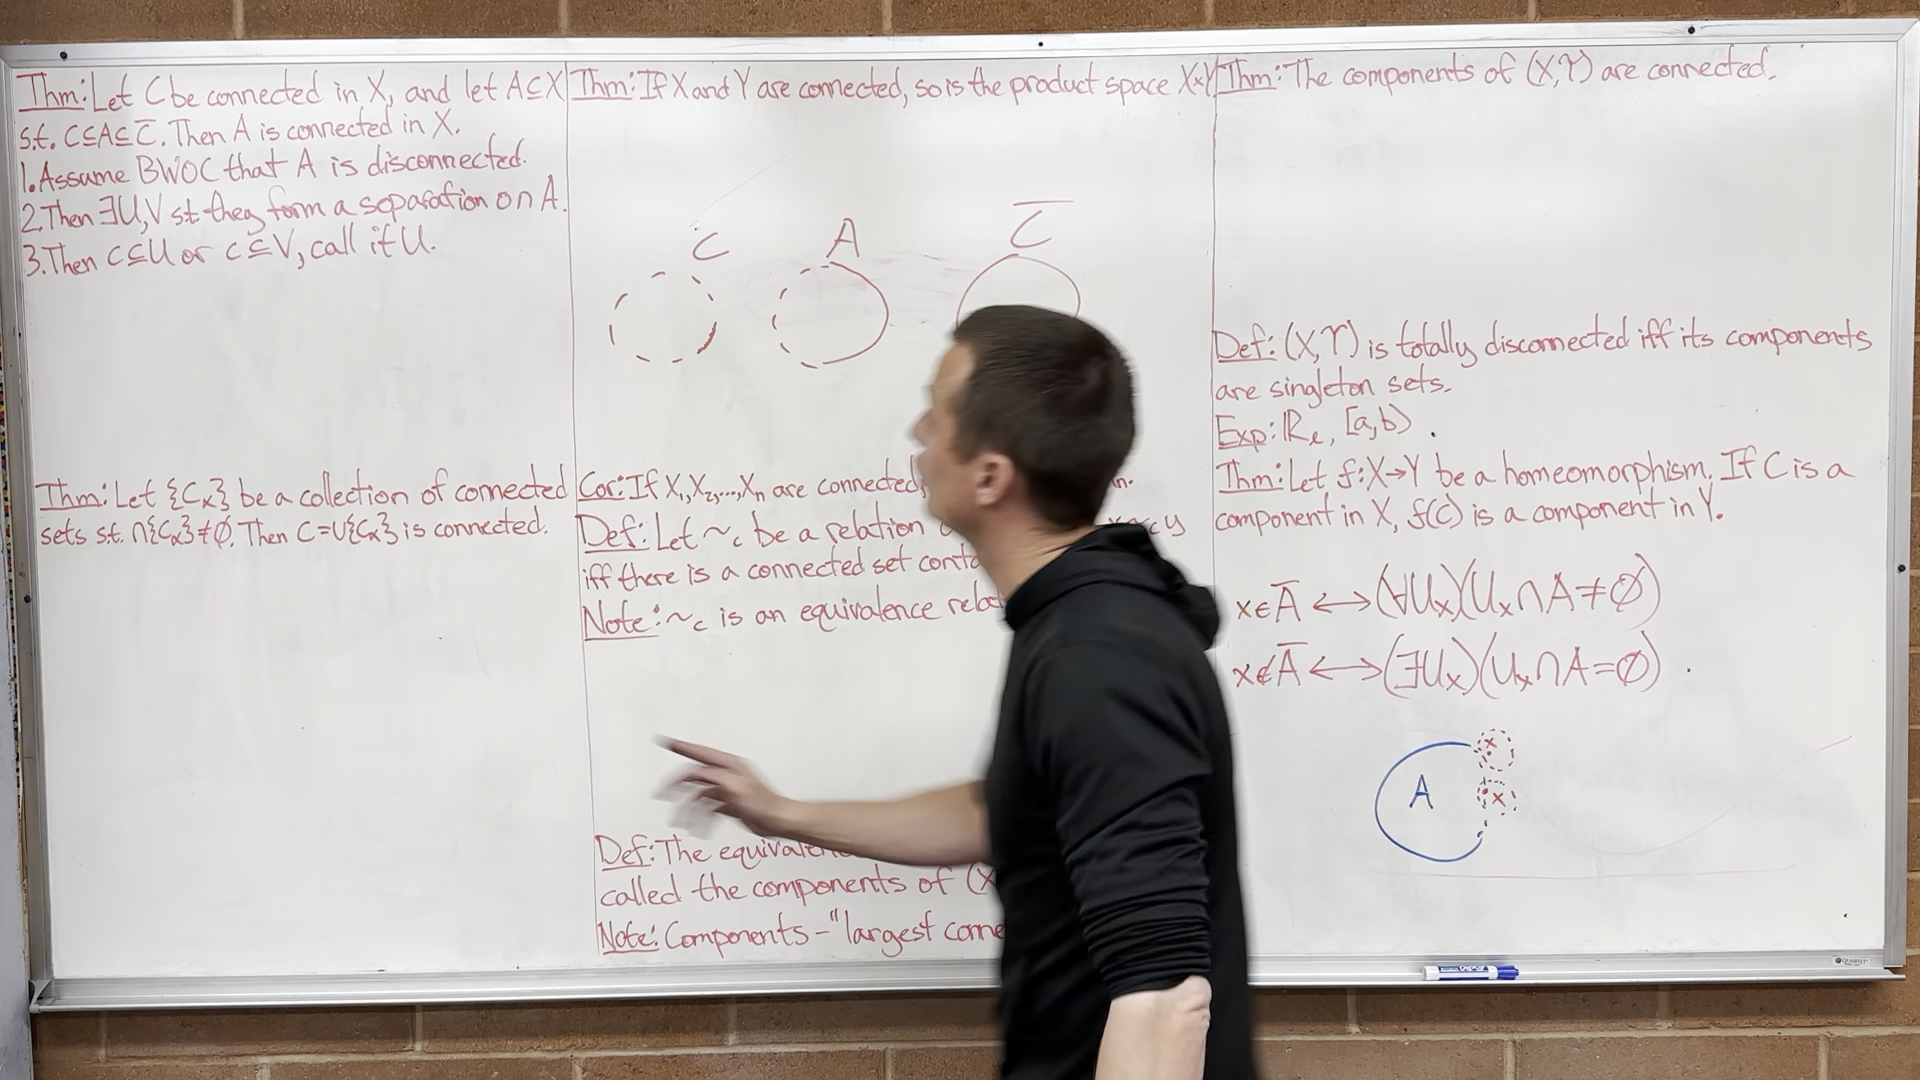 Thm: Let C be connected in X, and let A⊆X
s.t. C⊆A⊆C̅. Then A is connected in X.
1. Assume BWOC that A is disconnected.
2. Then ∃U,V s.t. they form a separation on A.
3. Then C⊆U or C⊆V, call it U.
Thm: Let {Cα} be a collection of connected
sets s.t. ∩{Cα}≠∅. Then C=∪{Cα} is connected.
Thm: If X and Y are connected, so is the product space X×Y
C A C̅
Cor: If X₁,X₂,...,Xn are connected,
Def: Let ~c be a relation x~c y
iff there is a connected set
Note: ~c is an equivalence
Def: The
called the components of (X
Note: Components - "largest
Thm: The components of (X,𝒯) are connected.
Def: (X,𝒯) is totally disconnected iff its components
are singleton sets.
Exp: ℝℓ, [a,b).
Thm: Let f:X→Y be a homeomorphism. If C is a
component in X, f(C) is a component in Y.
x∈A̅ ↔ (∀Ux)(Ux∩A≠∅)
x∉A̅ ↔ (∃Ux)(Ux∩A=∅).
A x
x
EXPO
QUARTET